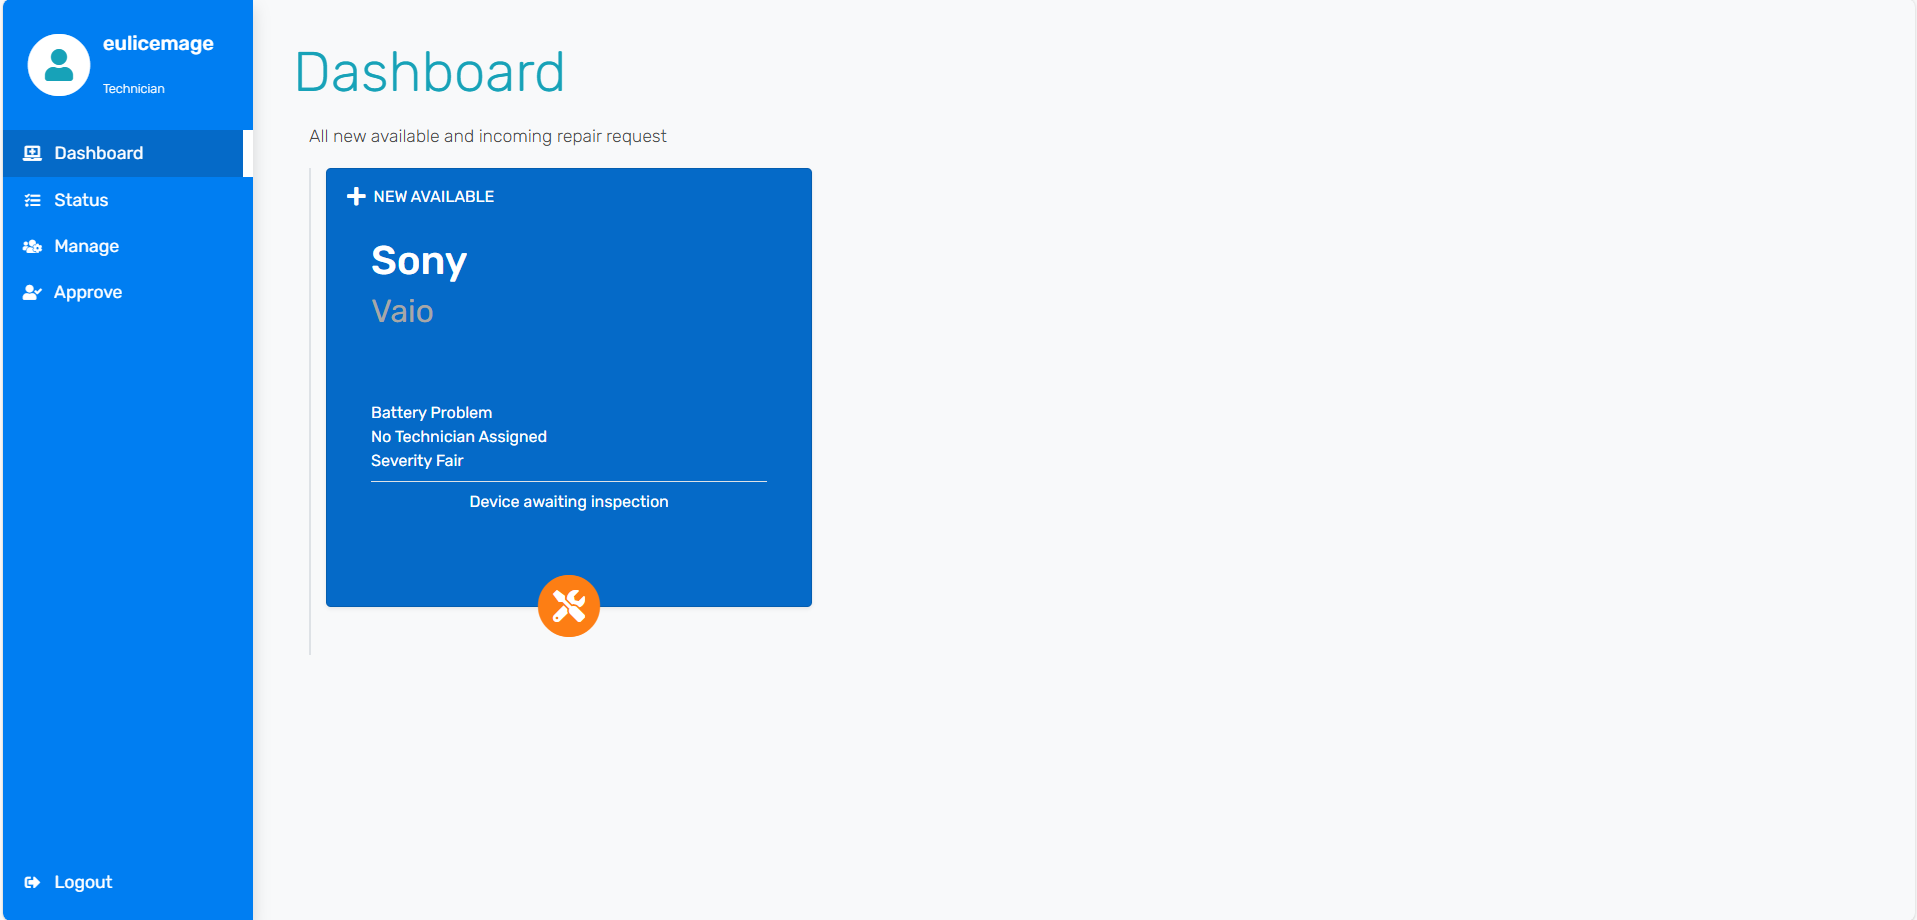 eulicemage
Technician
Dashboard
Status
Manage
Approve
Logout
Dashboard
All new available and incoming repair request
NEW AVAILABLE
Sony
Vaio
Battery Problem
No Technician Assigned
Severity Fair
Device awaiting inspection